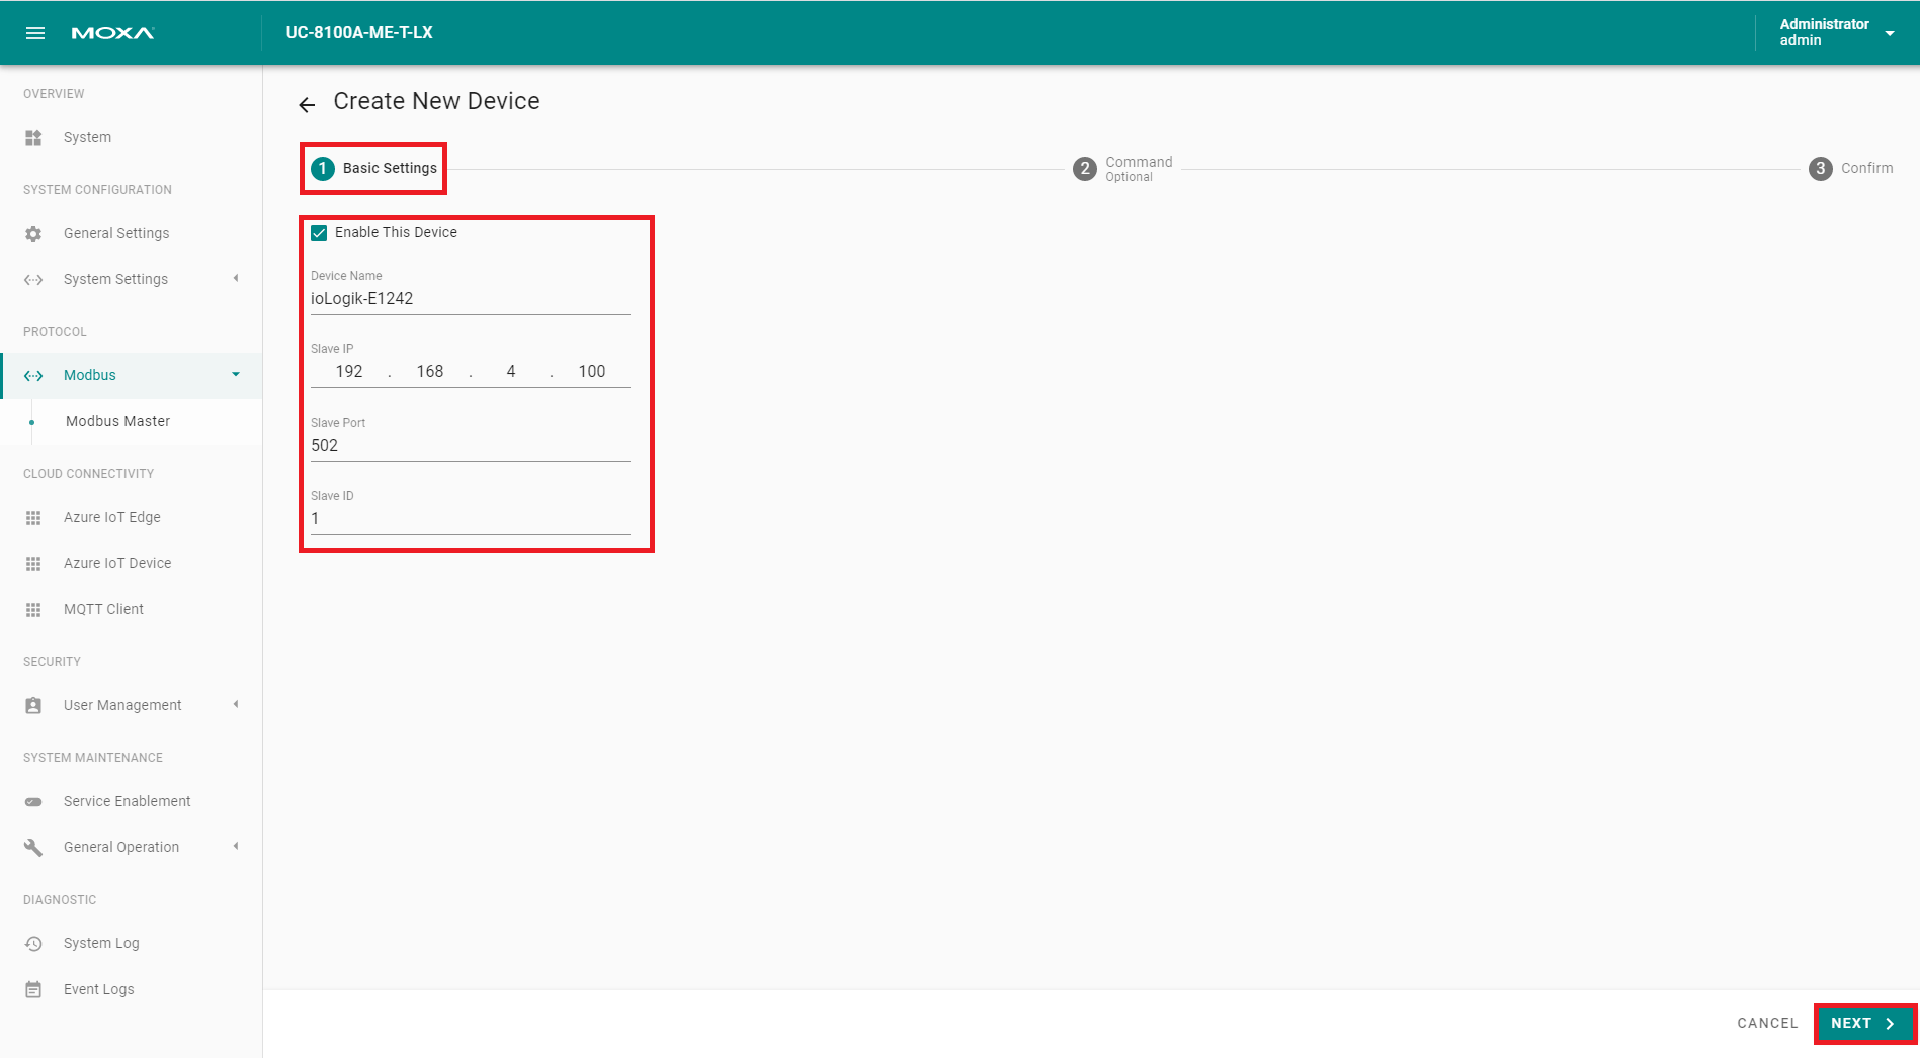 MOXA
UC-8100A-ME-T-LX
Administrator
admin
OVERVIEW
System
SYSTEM CONFIGURATION
General Settings
System Settings
PROTOCOL
Modbus
Modbus Master
CLOUD CONNECTIVITY
Azure IoT Edge
Azure IoT Device
MQTT Client
SECURITY
User Management
SYSTEM MAINTENANCE
Service Enablement
General Operation
DIAGNOSTIC
System Log
Event Logs
Create New Device
1 Basic Settings
2 Command
Optional
3 Confirm
Enable This Device
Device Name
ioLogik-E1242
Slave IP
192 . 168 . 4 . 100
Slave Port
502
Slave ID
1
CANCEL
NEXT